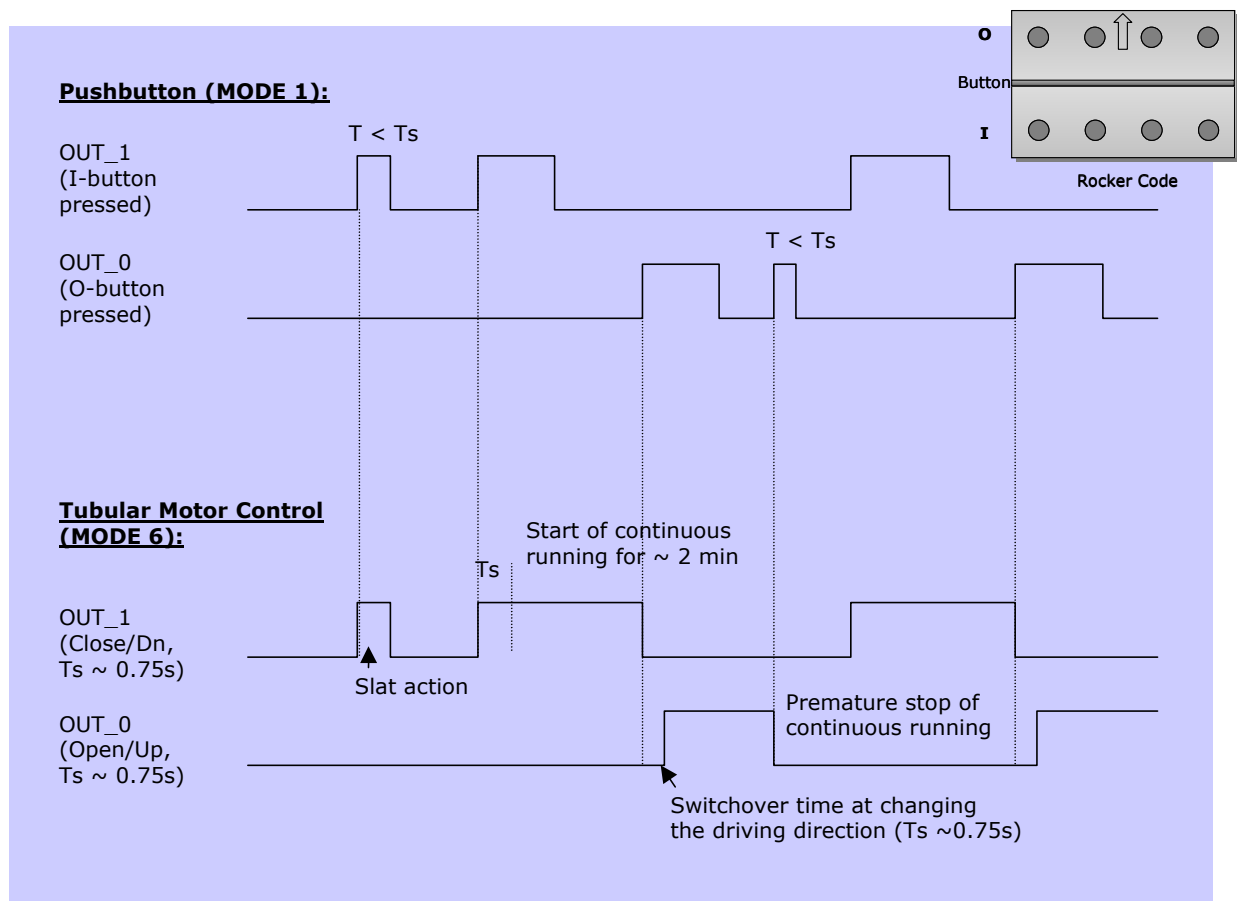 O
Button
I
Rocker Code
Pushbutton (MODE 1):
T < Ts
OUT_1
(I-button
pressed)
T < Ts
OUT_0
(O-button
pressed)
Tubular Motor Control
(MODE 6):
Start of continuous
running for ~ 2 min
Ts
OUT_1
(Close/Dn,
Ts ~ 0.75s)
Slat action
Premature stop of
continuous running
OUT_0
(Open/Up,
Ts ~ 0.75s)
Switchover time at changing
the driving direction (Ts ~0.75s)